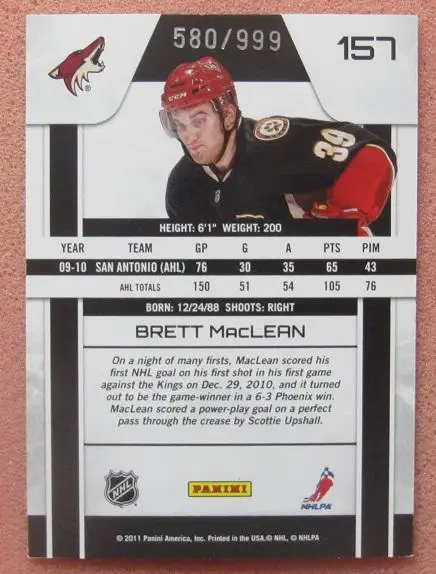 580/999
157
CCM
39
HEIGHT: 6'1" WEIGHT: 200
YEAR TEAM GP G A PTS PIM
09-10 SAN ANTONIO (AHL) 76 30 35 65 43
AHL TOTALS 150 51 54 105 76
BORN: 12/24/88 SHOOTS: RIGHT
BRETT MacLEAN
On a night of many firsts, MacLean scored his
first NHL goal on his first shot in his first game
against the Kings on Dec. 29, 2010, and it turned
out to be the game-winner in a 6-3 Phoenix win.
MacLean scored a power-play goal on a perfect
pass through the crease by Scottie Upshall.
NHL
PANINI
NHLPA
© 2011 Panini America, Inc. Printed in the USA.© NHL, © NHLPA